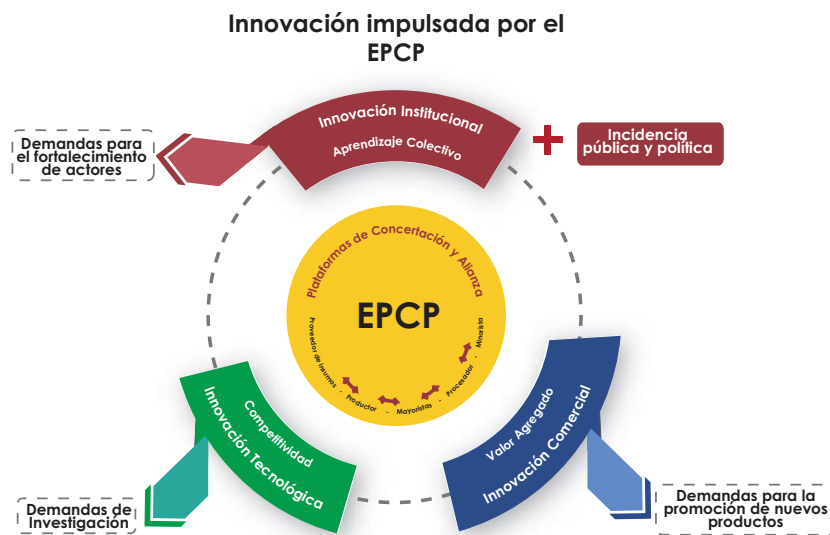 Innovación impulsada por el
EPCP
Innovación Institucional
Aprendizaje Colectivo
Incidencia
pública y política
Demandas para
el fortalecimiento
de actores
Plataformas de Concertación y Alianza
EPCP
Proveedor de insumos - Productor - Mayoristas - Procesador - Minorista
Competitividad
Innovación Tecnológica
Valor Agregado
Innovación Comercial
Demandas de
Investigación
Demandas para la
promoción de nuevos
productos